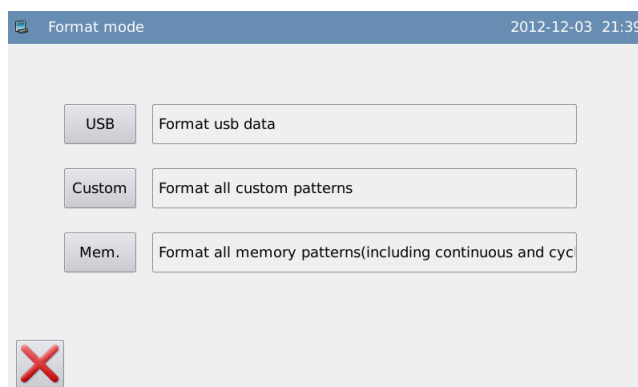 Format mode 2012-12-03 21:39
USB Format usb data
Custom Format all custom patterns
Mem. Format all memory patterns(including continuous and cycl